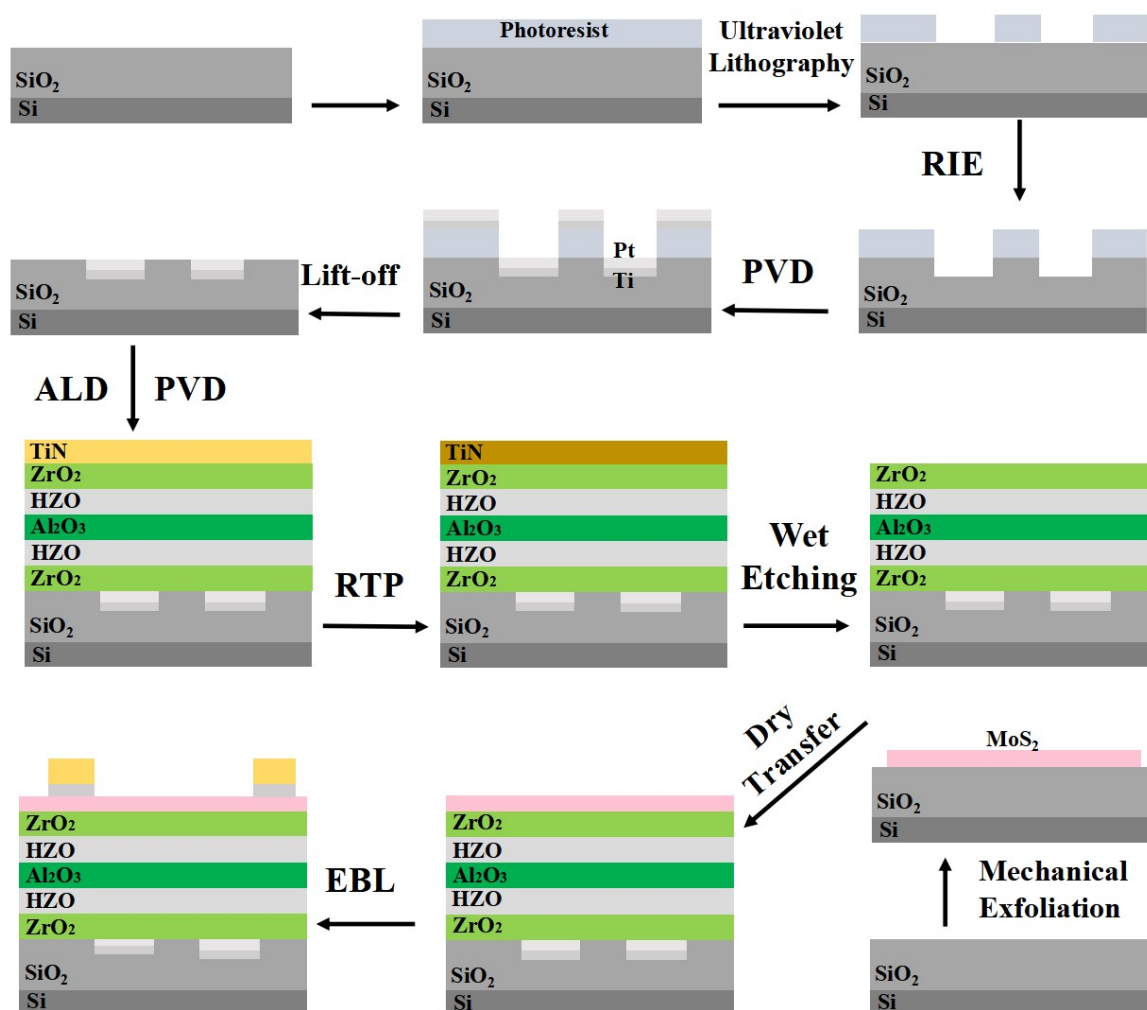 Photoresist
Ultraviolet
Lithography
SiO₂
Si
SiO₂
Si
SiO₂
Si
RIE
SiO₂
Si
Lift-off
Pt
Ti
SiO₂
Si
PVD
SiO₂
Si
ALD
PVD
TiN
ZrO₂
HZO
Al₂O₃
HZO
ZrO₂
SiO₂
Si
RTP
TiN
ZrO₂
HZO
Al₂O₃
HZO
ZrO₂
SiO₂
Si
Wet
Etching
ZrO₂
HZO
Al₂O₃
HZO
ZrO₂
SiO₂
Si
Dry
Transfer
MoS₂
SiO₂
Si
Mechanical
Exfoliation
SiO₂
Si
ZrO₂
HZO
Al₂O₃
HZO
ZrO₂
SiO₂
Si
EBL
ZrO₂
HZO
Al₂O₃
HZO
ZrO₂
SiO₂
Si